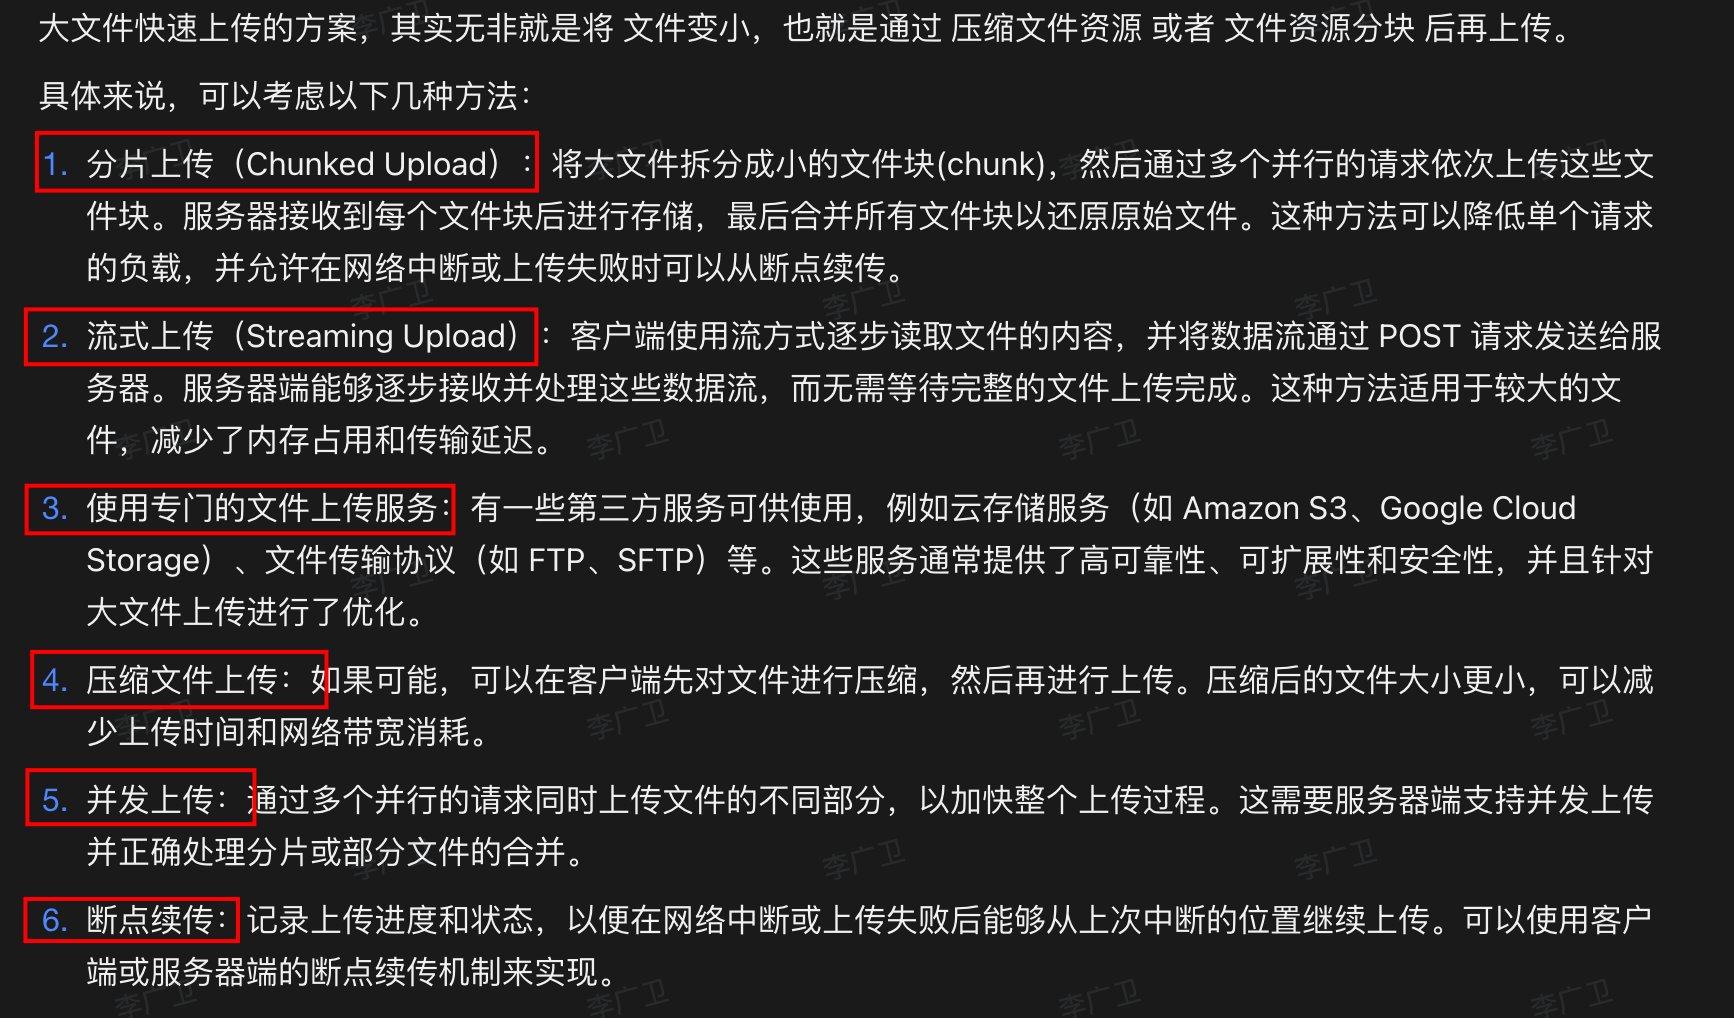 大文件快速上传的方案，其实无非就是将 文件变小，也就是通过 压缩文件资源 或者 文件资源分块 后再上传。
具体来说，可以考虑以下几种方法：
1. 分片上传（Chunked Upload）：将大文件拆分成小的文件块(chunk)，然后通过多个并行的请求依次上传这些文
件块。服务器接收到每个文件块后进行存储，最后合并所有文件块以还原原始文件。这种方法可以降低单个请求
的负载，并允许在网络中断或上传失败时可以从断点续传。
2. 流式上传（Streaming Upload）：客户端使用流方式逐步读取文件的内容，并将数据流通过 POST 请求发送给服
务器。服务器端能够逐步接收并处理这些数据流，而无需等待完整的文件上传完成。这种方法适用于较大的文
件，减少了内存占用和传输延迟。
3. 使用专门的文件上传服务：有一些第三方服务可供使用，例如云存储服务（如 Amazon S3、Google Cloud
Storage）、文件传输协议（如 FTP、SFTP）等。这些服务通常提供了高可靠性、可扩展性和安全性，并且针对
大文件上传进行了优化。
4. 压缩文件上传：如果可能，可以在客户端先对文件进行压缩，然后再进行上传。压缩后的文件大小更小，可以减
少上传时间和网络带宽消耗。
5. 并发上传：通过多个并行的请求同时上传文件的不同部分，以加快整个上传过程。这需要服务器端支持并发上传
并正确处理分片或部分文件的合并。
6. 断点续传：记录上传进度和状态，以便在网络中断或上传失败后能够从上次中断的位置继续上传。可以使用客户
端或服务器端的断点续传机制来实现。
李广卫